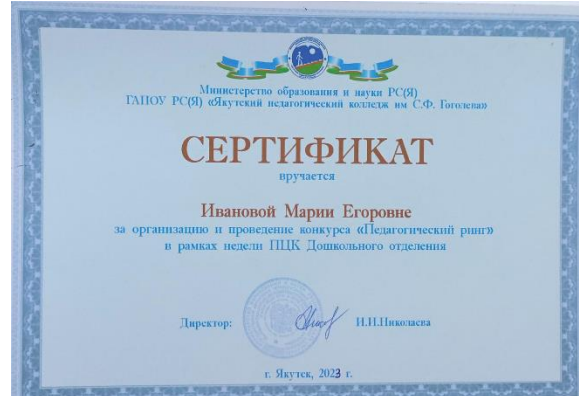 Министерство образования и науки РС(Я)
ГАПОУ РС(Я) «Якутский педагогический колледж им С.Ф. Гоголева»
СЕРТИФИКАТ
вручается
Ивановой Марии Егоровне
за организацию и проведение конкурса «Педагогический ринг»
в рамках недели ПЦК Дошкольного отделения
Директор: И.И.Николаева
г. Якутск, 2023 г.